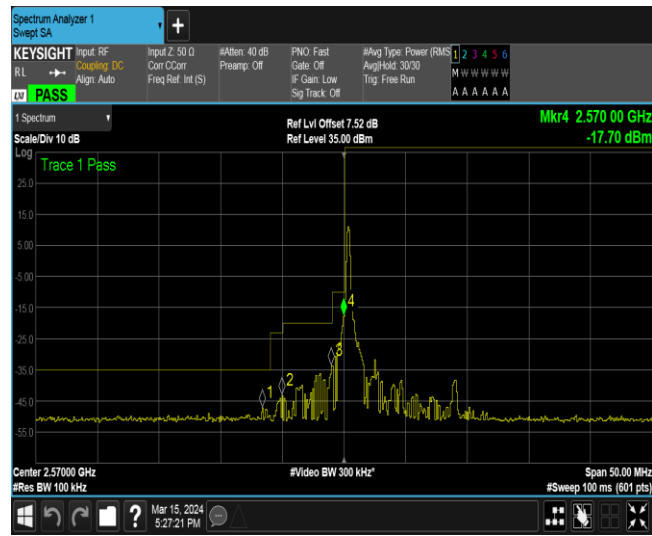 Spectrum Analyzer 1
Swept SA
+
KEYSIGHT
RL
LXI PASS
Input: RF
Coupling: DC
Align: Auto
Input Z: 50 Ω
Corr CCorr
Freq Ref: Int (S)
#Atten: 40 dB
Preamp: Off
PNO: Fast
Gate: Off
IF Gain: Low
Sig Track: Off
#Avg Type: Power (RMS
Avg|Hold: 30/30
Trig: Free Run
1 2 3 4 5 6
M W W W W W
A A A A A A
1 Spectrum
Scale/Div 10 dB
Log
Ref Lvl Offset 7.52 dB
Ref Level 35.00 dBm
Mkr4 2.570 00 GHz
-17.70 dBm
Trace 1 Pass
25.0
15.0
5.00
-5.00
-15.0
-25.0
-35.0
-45.0
-55.0
1
2
3
4
Center 2.57000 GHz
#Res BW 100 kHz
#Video BW 300 kHz*
Span 50.00 MHz
#Sweep 100 ms (601 pts)
?
Mar 15, 2024
5:27:21 PM